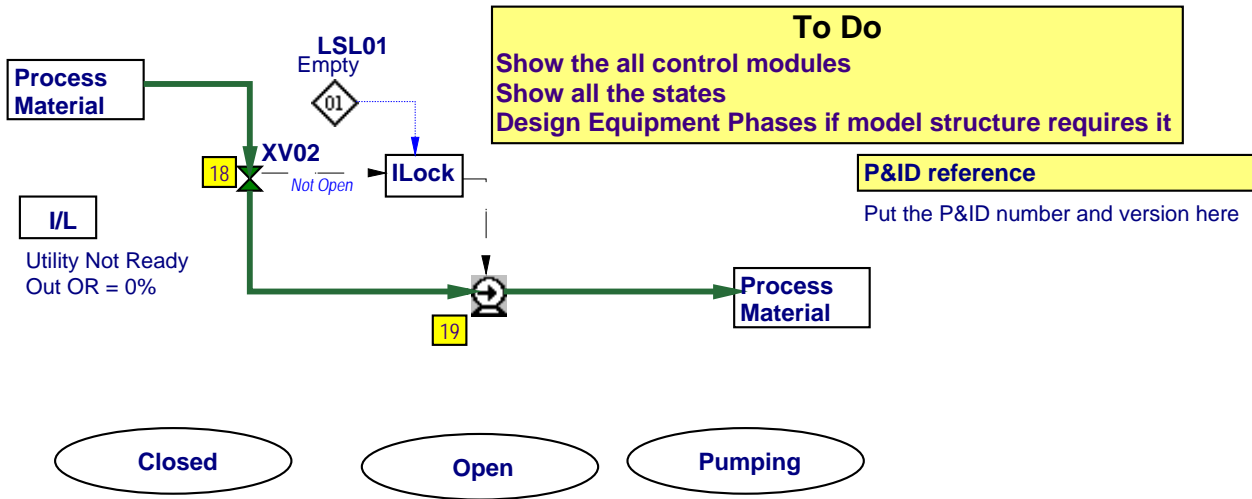 To Do
Show the all control modules
Show all the states
Design Equipment Phases if model structure requires it
LSL01
Empty
01
Process
Material
XV02
18
Not Open
ILock
P&ID reference
Put the P&ID number and version here
I/L
Utility Not Ready
Out OR = 0%
Process
Material
19
Closed
Open
Pumping